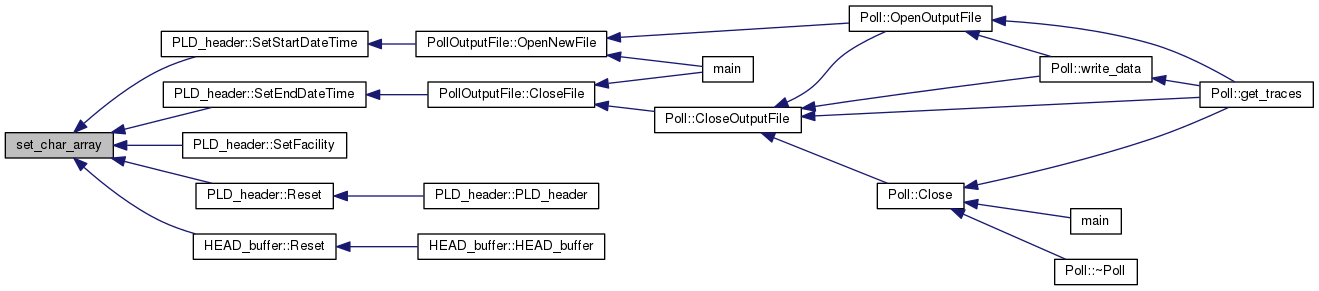 set_char_array
PLD_header::SetStartDateTime
PLD_header::SetEndDateTime
PLD_header::SetFacility
PLD_header::Reset
HEAD_buffer::Reset
PollOutputFile::OpenNewFile
PollOutputFile::CloseFile
PLD_header::PLD_header
HEAD_buffer::HEAD_buffer
main
Poll::CloseOutputFile
Poll::OpenOutputFile
Poll::Close
Poll::write_data
main
Poll::~Poll
Poll::get_traces